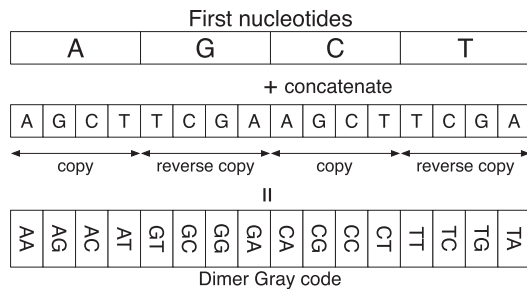 First nucleotides
A G C T
+ concatenate
A G C T T C G A A G C T T C G A
copy reverse copy copy reverse copy
=
AA AG AC AT GT GC GG GA CA CG CC CT TT TC TG TA
Dimer Gray code